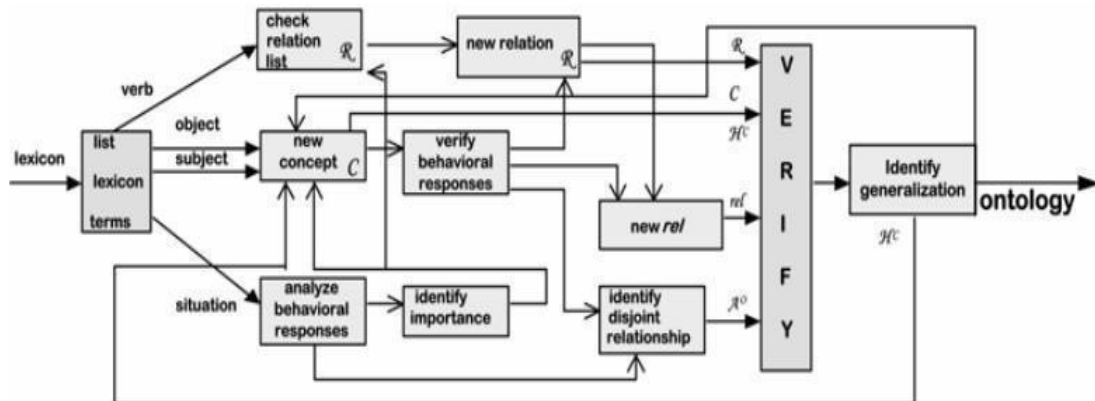 check
relation
list
R
new relation
R
R
V
E
R
I
F
Y
verb
object
subject
lexicon
list
lexicon
terms
new
concept
C
verify
behavioral
responses
C
H^C
Identify
generalization
ontology
H^C
new rel
rel
situation
analyze
behavioral
responses
identify
importance
identify
disjoint
relationship
A^O